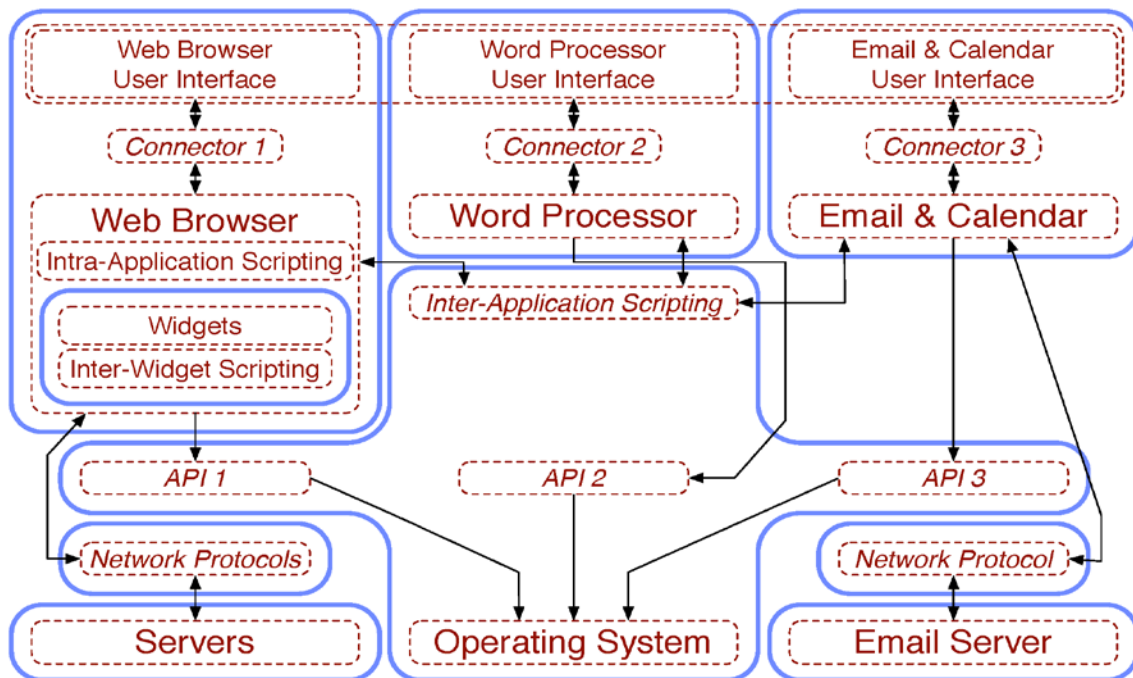 Web Browser
User Interface
Word Processor
User Interface
Email & Calendar
User Interface
Connector 1
Connector 2
Connector 3
Web Browser
Word Processor
Email & Calendar
Intra-Application Scripting
Inter-Application Scripting
Widgets
Inter-Widget Scripting
API 1
API 2
API 3
Network Protocols
Network Protocol
Servers
Operating System
Email Server